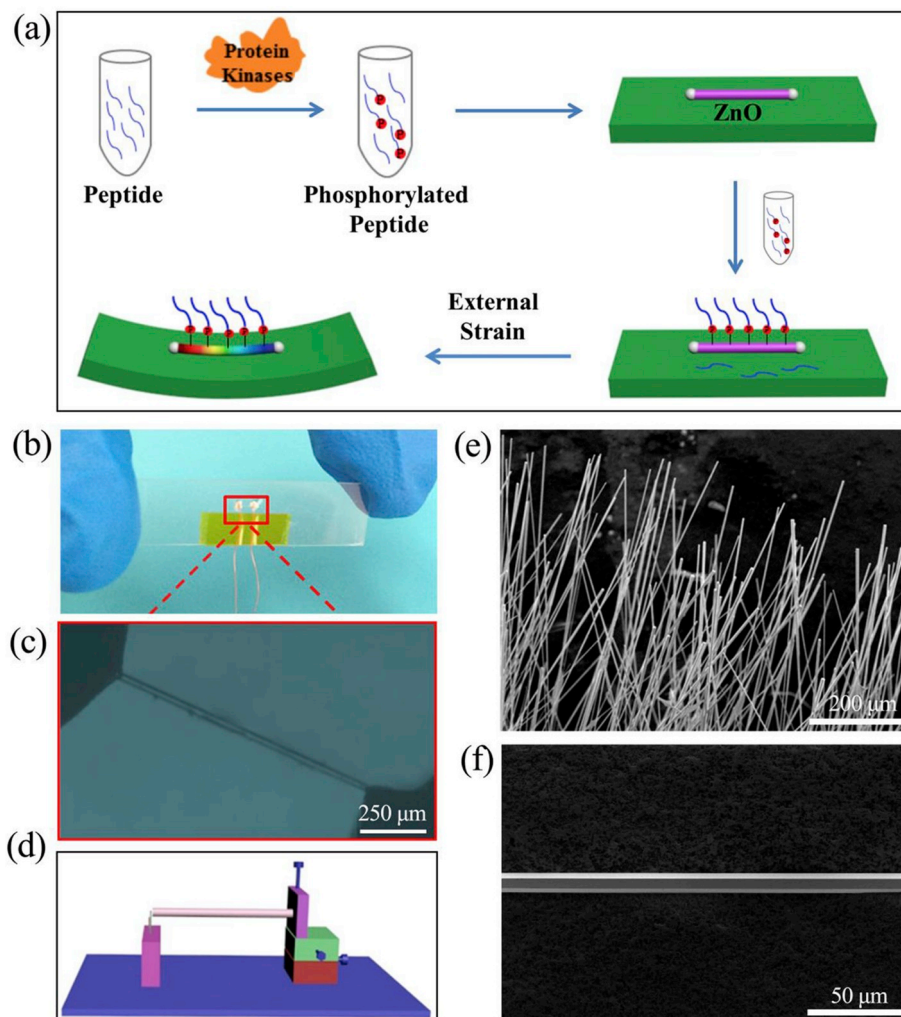 (a)
Protein
Kinases
P
P
P
P
ZnO
Peptide
Phosphorylated
Peptide
External
Strain
(b)
(c)
250 μm
(d)
(e)
200 μm
(f)
50 μm